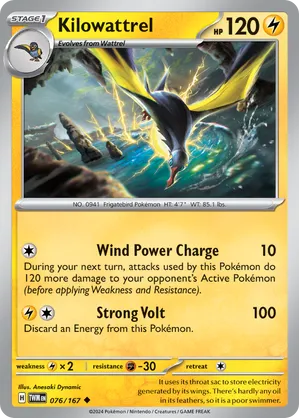 STAGE 1
Kilowattrel
HP 120
Evolves from Wattrel
NO. 0941 Frigatebird Pokémon HT: 4'7" WT: 85.1 lbs.
Wind Power Charge 10
During your next turn, attacks used by this Pokémon do
120 more damage to your opponent's Active Pokémon
(before applying Weakness and Resistance).
Strong Volt 100
Discard an Energy from this Pokémon.
weakness × 2 resistance -30 retreat
Illus. Anesaki Dynamic
H TWM EN 076/167
It uses its throat sac to store electricity
generated by its wings. There's hardly any oil
in its feathers, so it is a poor swimmer.
©2024 Pokémon / Nintendo / Creatures / GAME FREAK